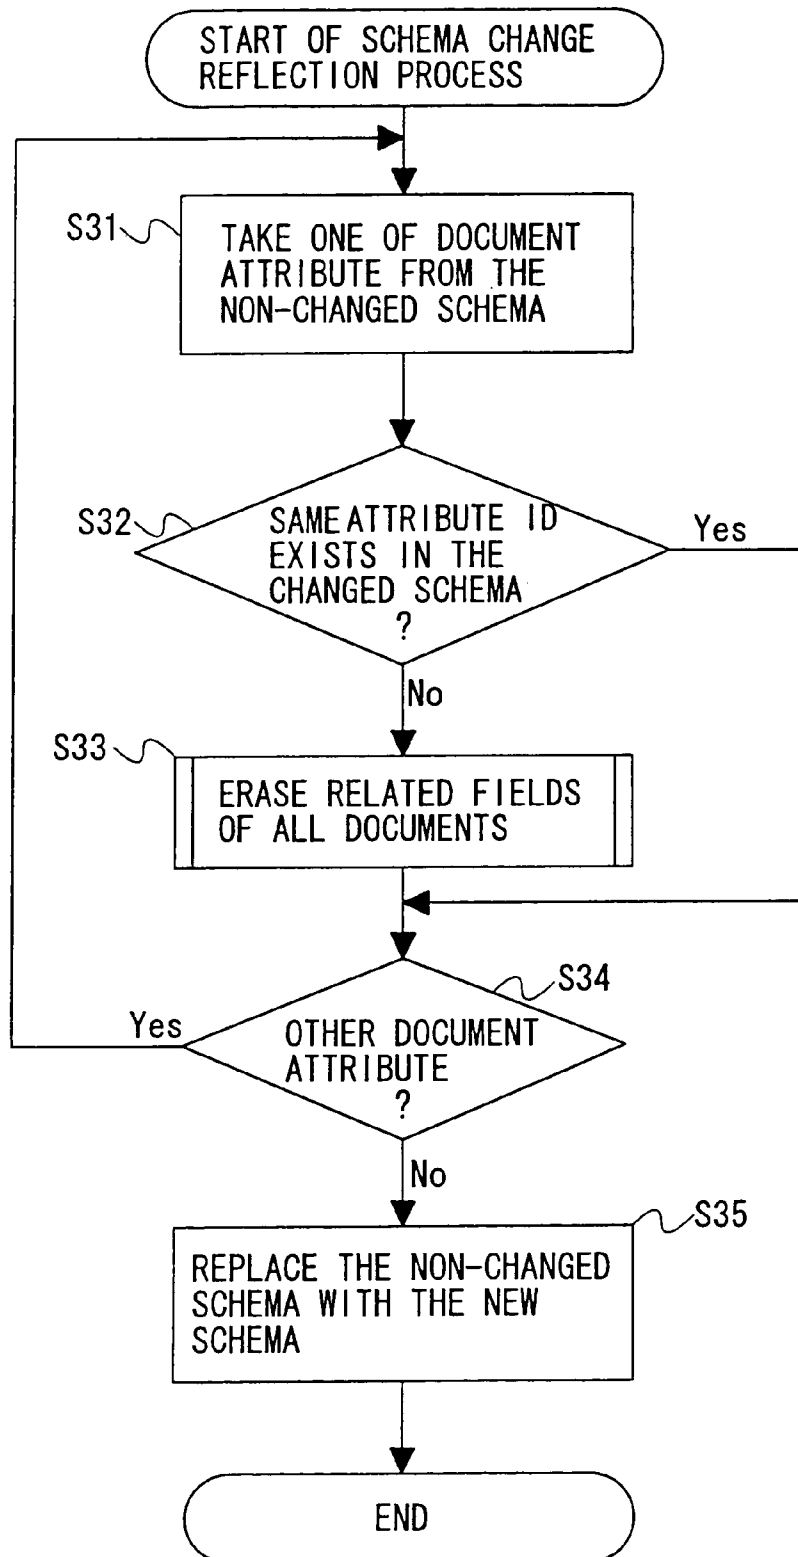 START OF SCHEMA CHANGE
REFLECTION PROCESS
S31
TAKE ONE OF DOCUMENT
ATTRIBUTE FROM THE
NON-CHANGED SCHEMA
S32
SAME ATTRIBUTE ID
EXISTS IN THE
CHANGED SCHEMA
?
Yes
No
S33
ERASE RELATED FIELDS
OF ALL DOCUMENTS
S34
Yes
OTHER DOCUMENT
ATTRIBUTE
?
No
S35
REPLACE THE NON-CHANGED
SCHEMA WITH THE NEW
SCHEMA
END